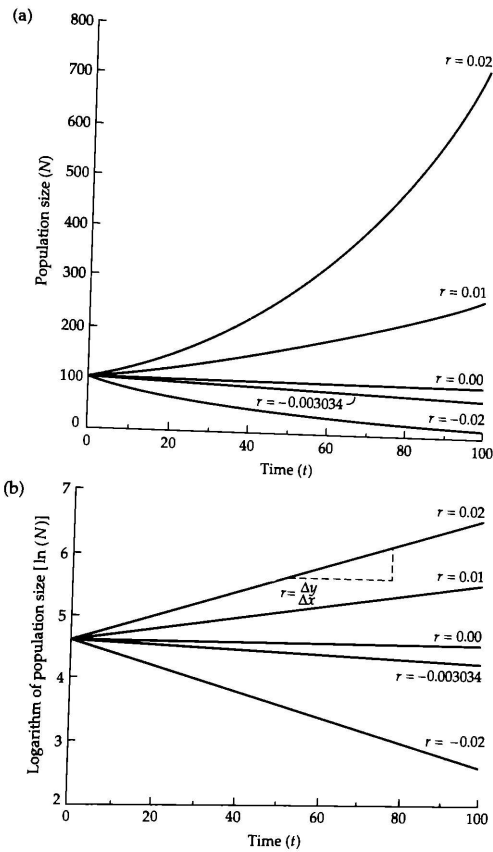 (a)
800
700
600
500
400
300
200
100
0
Population size (N)
r = 0.02
r = 0.01
r = 0.00
r = -0.003034
r = -0.02
0 20 40 60 80 100
Time (t)
(b)
7
6
5
4
3
2
Logarithm of population size [ln (N)]
r = 0.02
r = Δy
Δx
r = 0.01
r = 0.00
r = -0.003034
r = -0.02
0 20 40 60 80 100
Time (t)